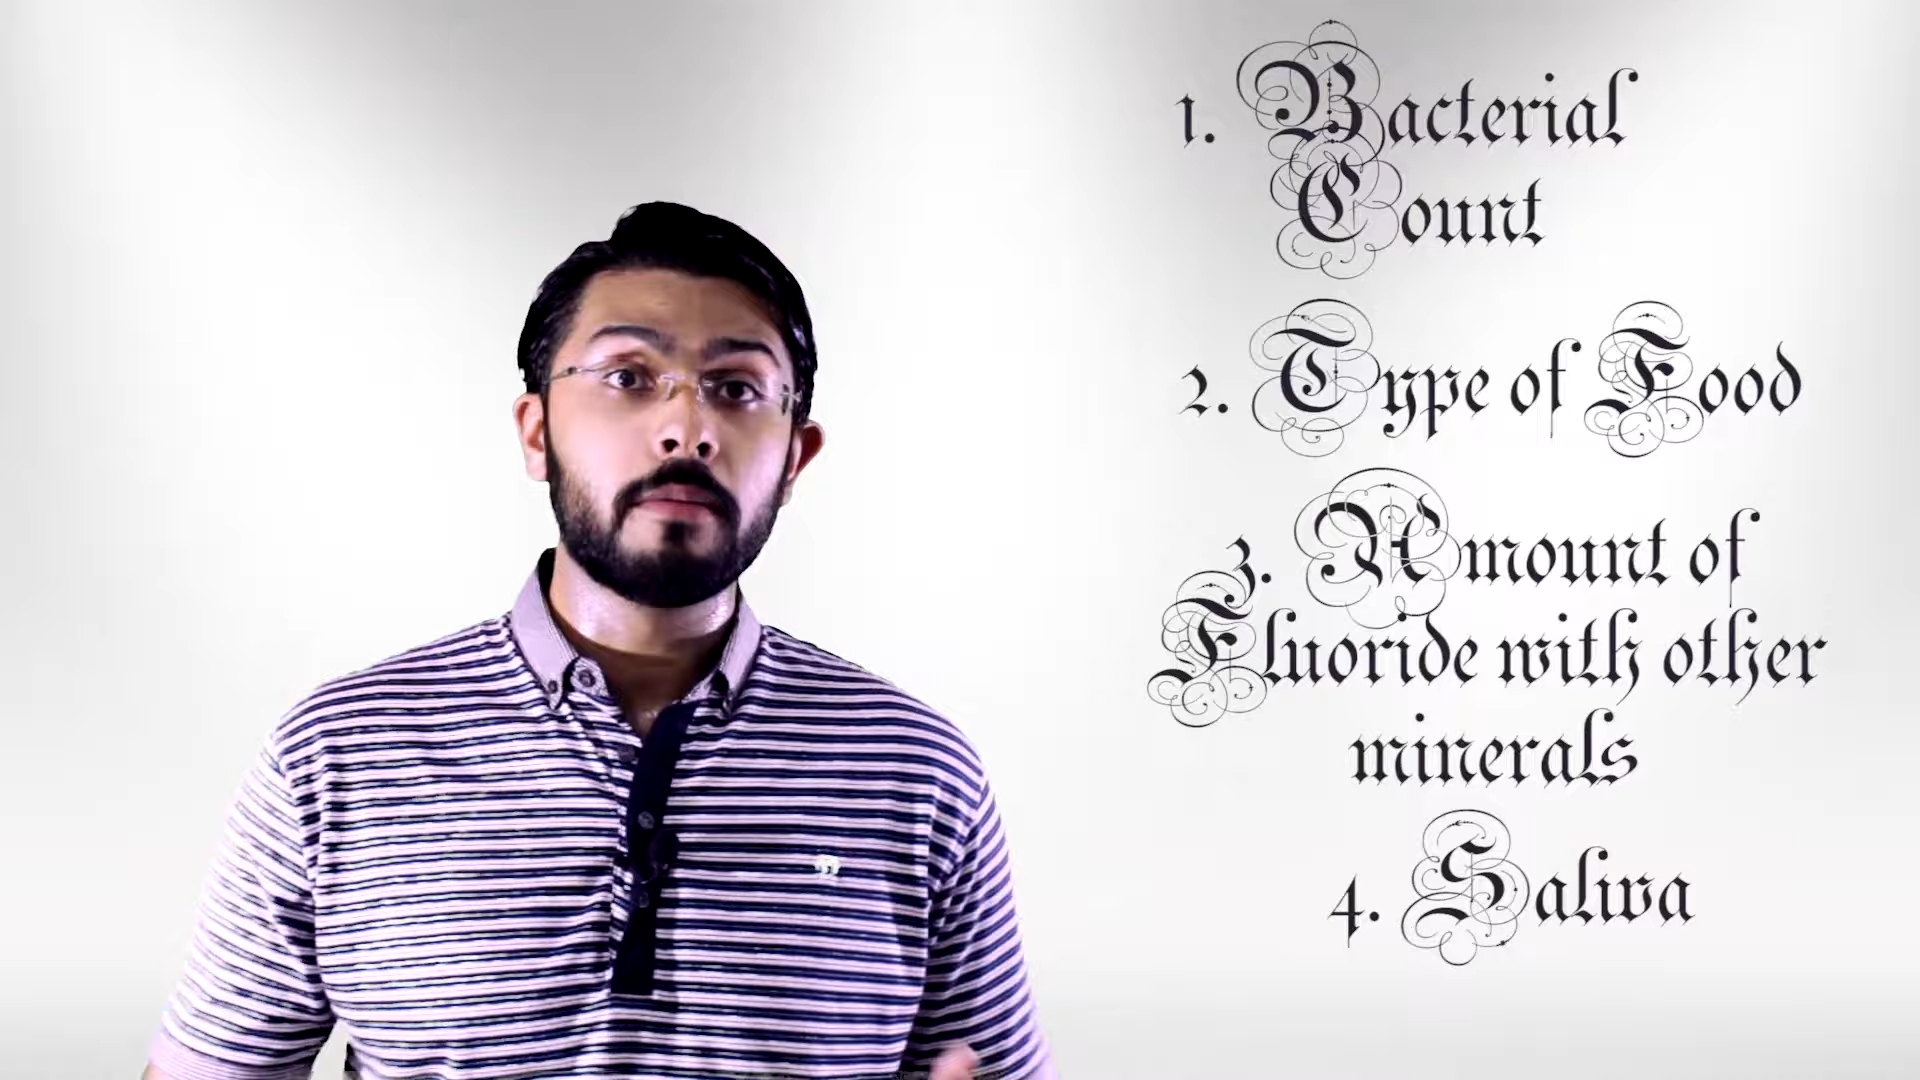 1. Bacterial
Count
2. Type of Food
3. Amount of
Fluoride with other
minerals
4. Saliva